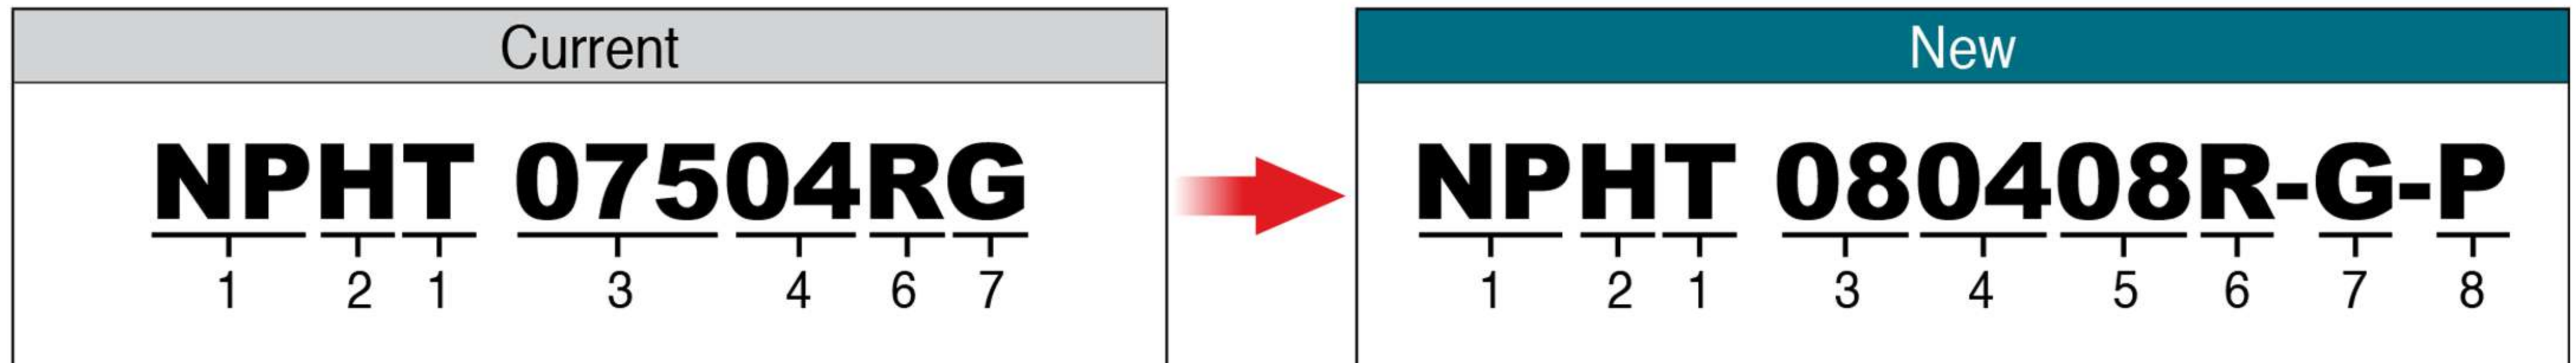 Current
New
NPHT 07504RG
NPHT 080408R-G-P
1 2 1 3 4 6 7
1 2 1 3 4 5 6 7 8